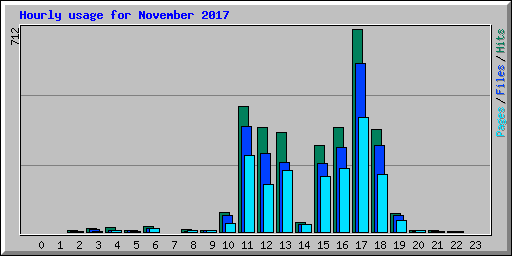 Hourly usage for November 2017
712
Pages / Files / Hits
0 1 2 3 4 5 6 7 8 9 10 11 12 13 14 15 16 17 18 19 20 21 22 23